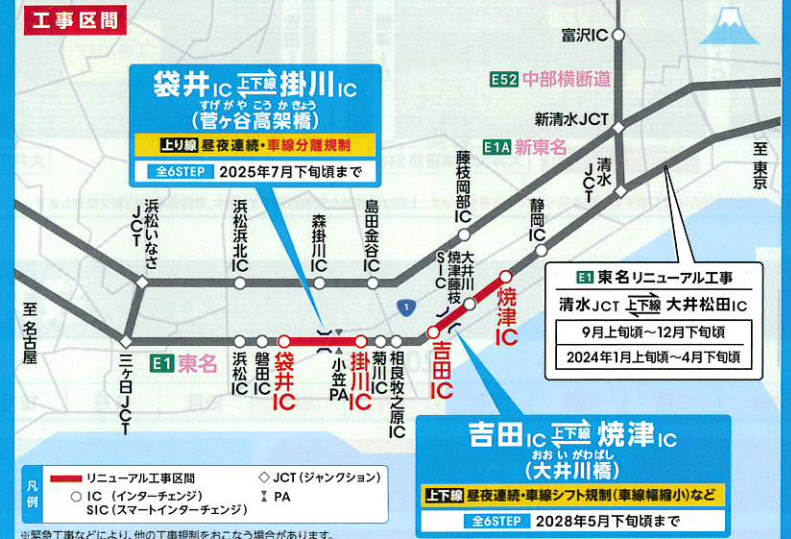 工事区間
富沢IC
E52 中部横断道
新清水JCT
E1A 新東名
清水JCT
至 東京
袋井IC 上下線 掛川IC
すげがやこうかきょう
(菅ヶ谷高架橋)
上り線 昼夜連続・車線分離規制
全6STEP 2025年7月下旬頃まで
浜松いなさJCT
浜松浜北IC
森掛川IC
島田金谷IC
藤枝岡部IC
静岡IC
大井川焼津藤枝SIC
焼津IC
1
至 名古屋
三ヶ日JCT
E1 東名
浜松IC
磐田IC
袋井IC
小笠PA
掛川IC
菊川IC
相良牧之原IC
吉田IC
E1 東名リニューアル工事
清水JCT 上下線 大井松田IC
9月上旬頃~12月下旬頃
2024年1月上旬頃~4月下旬頃
吉田IC 上下線 焼津IC
おおいがわばし
(大井川橋)
上下線 昼夜連続・車線シフト規制(車線幅縮小)など
全6STEP 2028年5月下旬頃まで
凡例
リニューアル工事区間
JCT(ジャンクション)
IC (インターチェンジ)
PA
SIC(スマートインターチェンジ)
※緊急工事などにより、他の工事規制をおこなう場合があります。